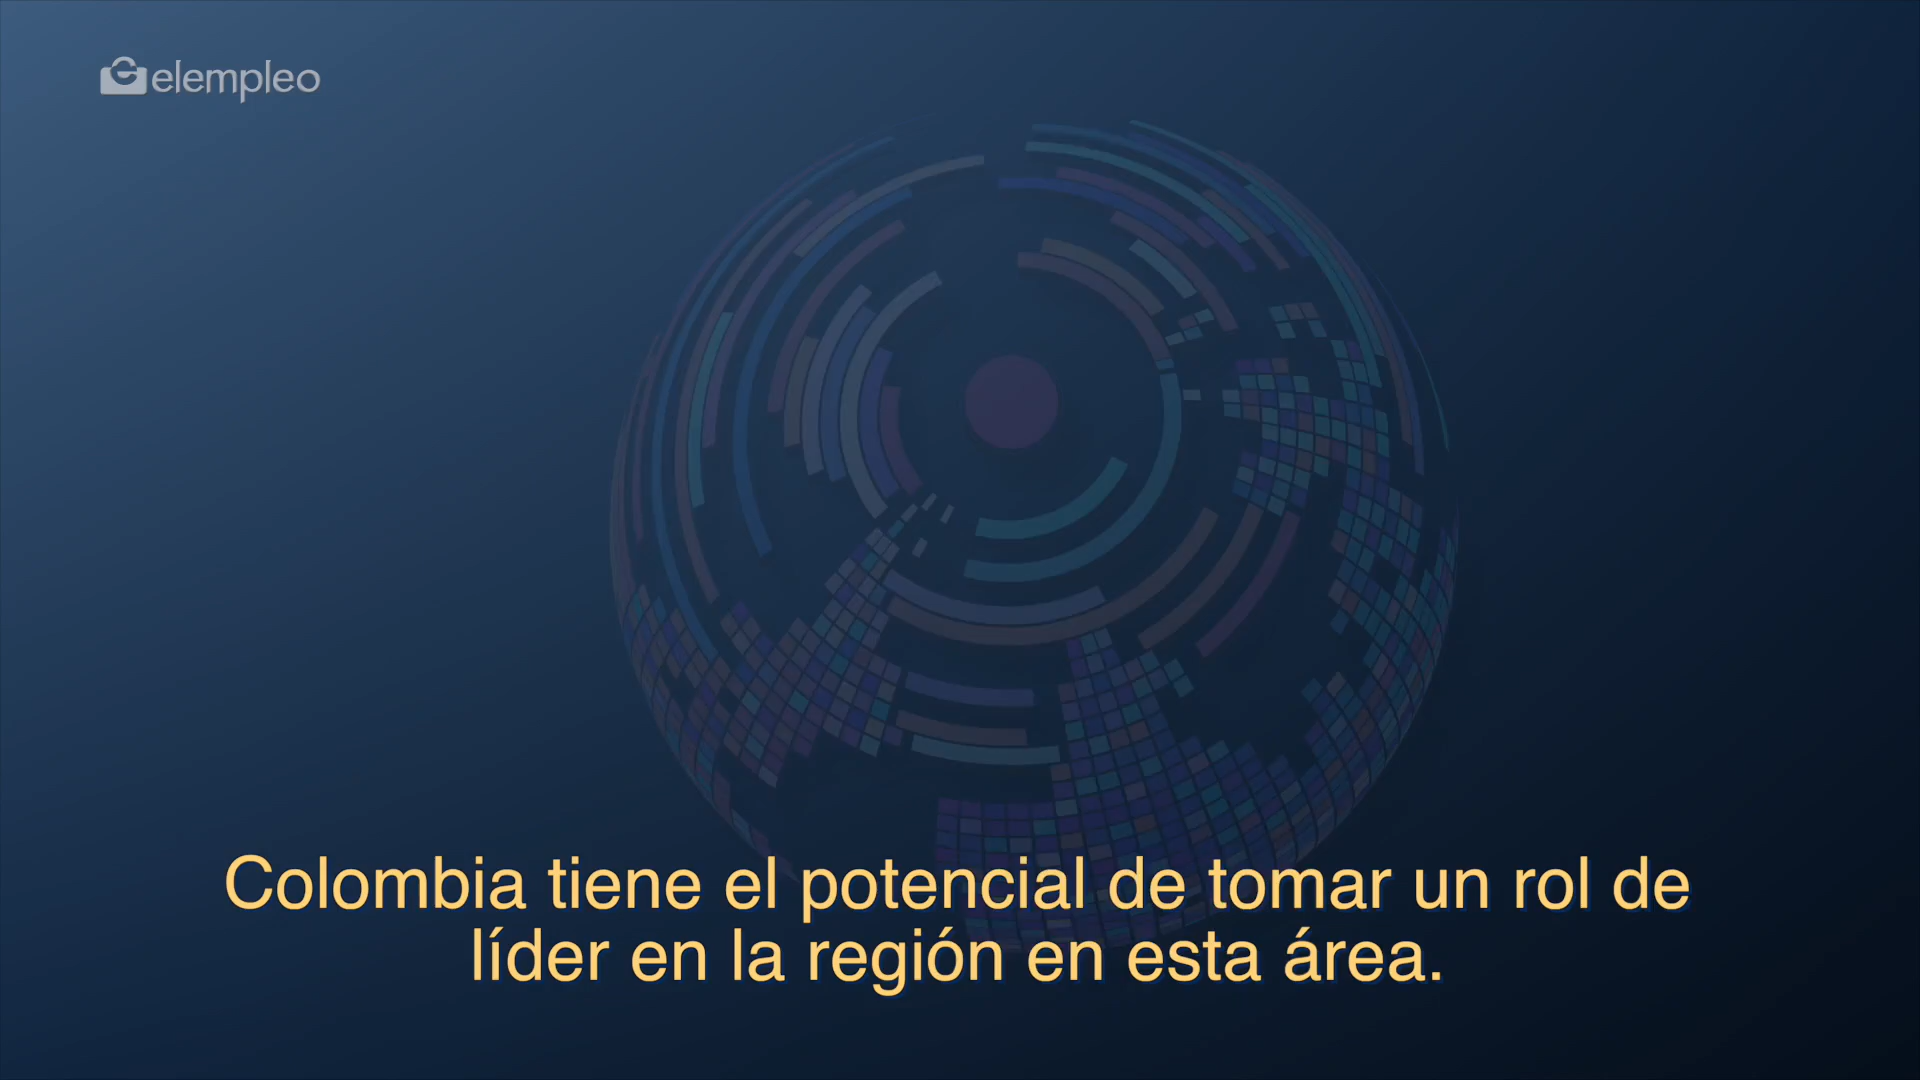 elempleo
Colombia tiene el potencial de tomar un rol de
líder en la región en esta área.